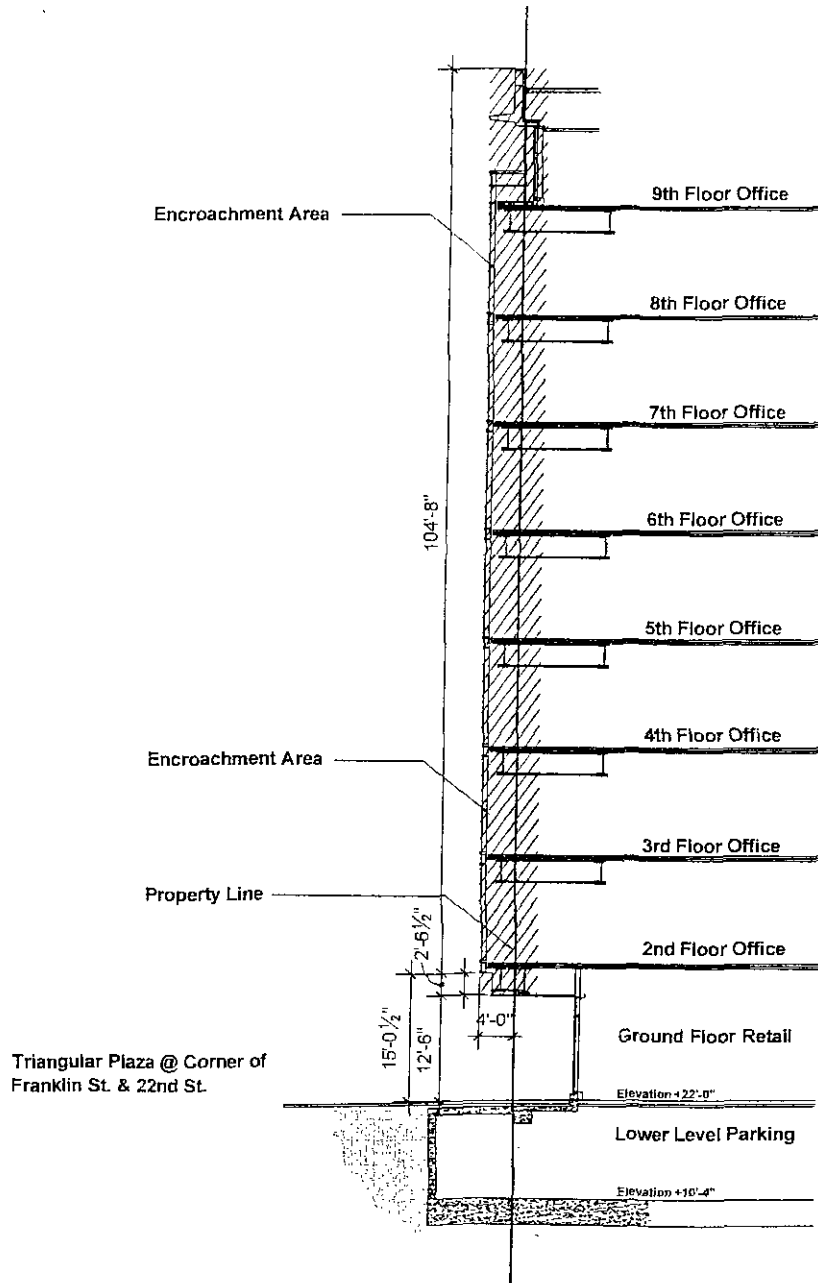 9th Floor Office
Encroachment Area
8th Floor Office
7th Floor Office
104'-8"
6th Floor Office
5th Floor Office
4th Floor Office
Encroachment Area
3rd Floor Office
Property Line
2'-6½"
2nd Floor Office
15'-0½"
12'-6"
4'-0"
Ground Floor Retail
Triangular Plaza @ Corner of
Franklin St. & 22nd St.
Elevation +22'-0"
Lower Level Parking
Elevation